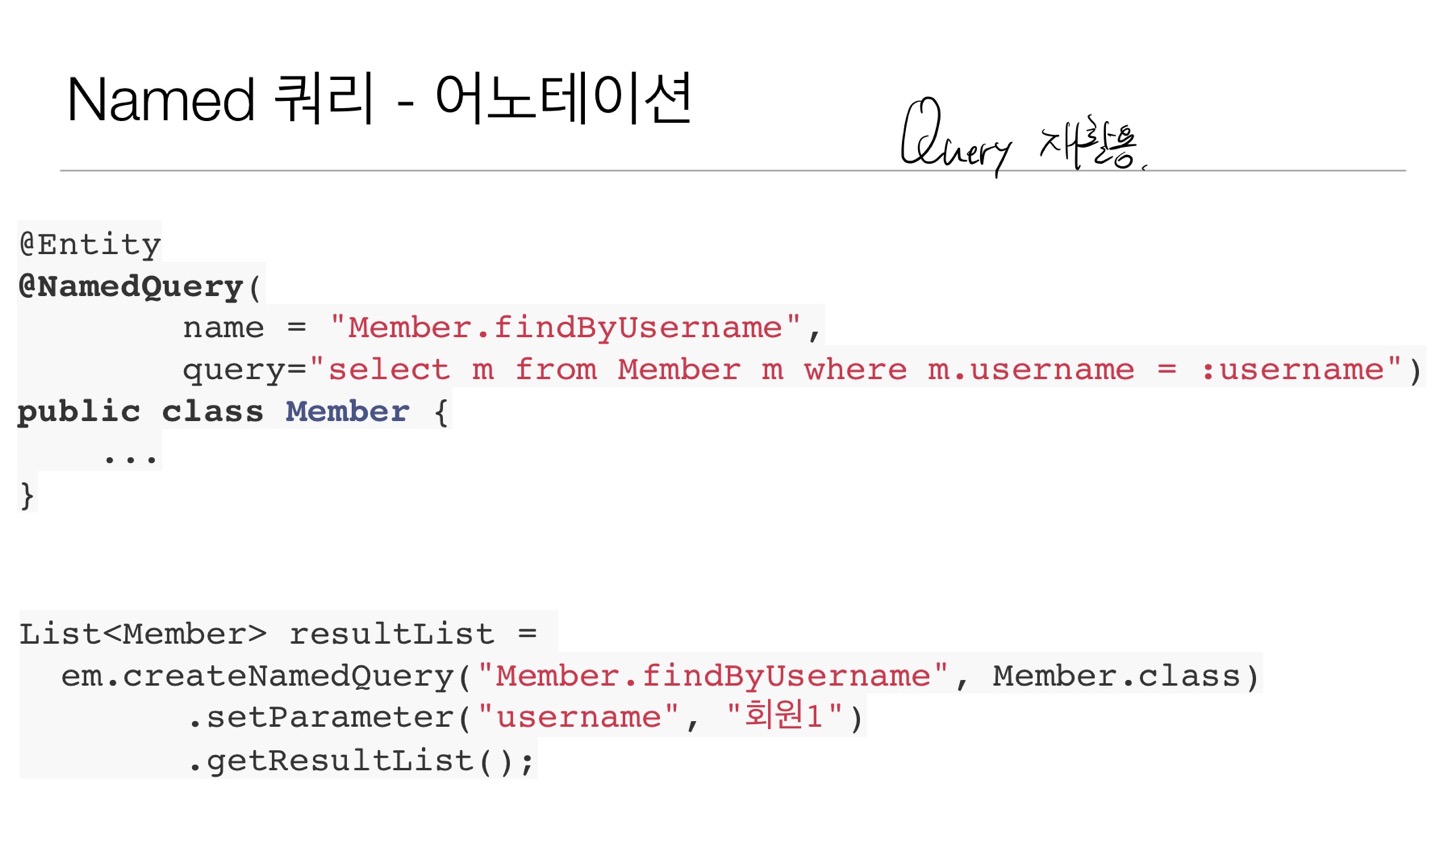 Named 쿼리 - 어노테이션
Query 재활용.
@Entity
@NamedQuery(
        name = "Member.findByUsername",
        query="select m from Member m where m.username = :username")
public class Member {
    ...
}
List<Member> resultList =
  em.createNamedQuery("Member.findByUsername", Member.class)
        .setParameter("username", "회원1")
        .getResultList();